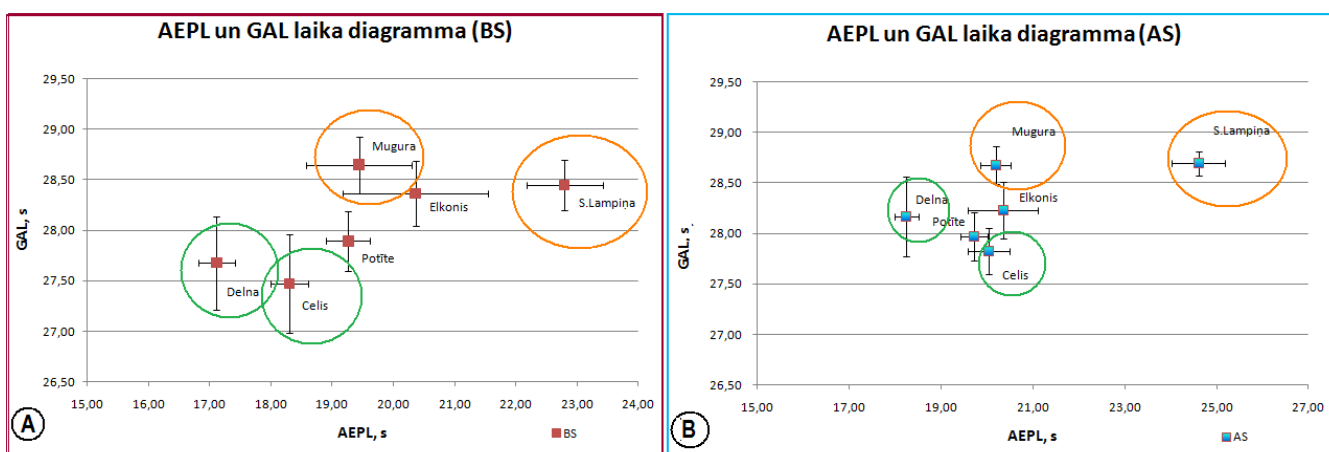 AEPL un GAL laika diagramma (BS)
GAL, s
29,50
29,00
28,50
28,00
27,50
27,00
26,50
Mugura
Elkonis
S.Lampiņa
Potīte
Delna
Celis
15,00 16,00 17,00 18,00 19,00 20,00 21,00 22,00 23,00 24,00
AEPL, s
BS
A
AEPL un GAL laika diagramma (AS)
GAL, s
29,50
29,00
28,50
28,00
27,50
27,00
26,50
Mugura
S.Lampiņa
Delna
Elkonis
Potīte
Celis
15,00 17,00 19,00 21,00 23,00 25,00 27,00
AEPL, s
AS
B